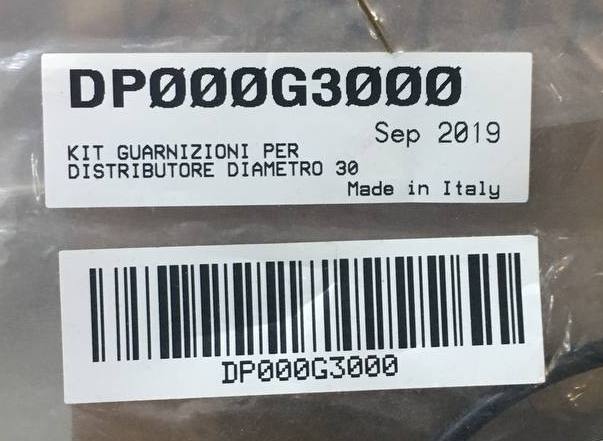 DP000G3000
Sep 2019
KIT GUARNIZIONI PER
DISTRIBUTORE DIAMETRO 30
Made in Italy
DP000G3000